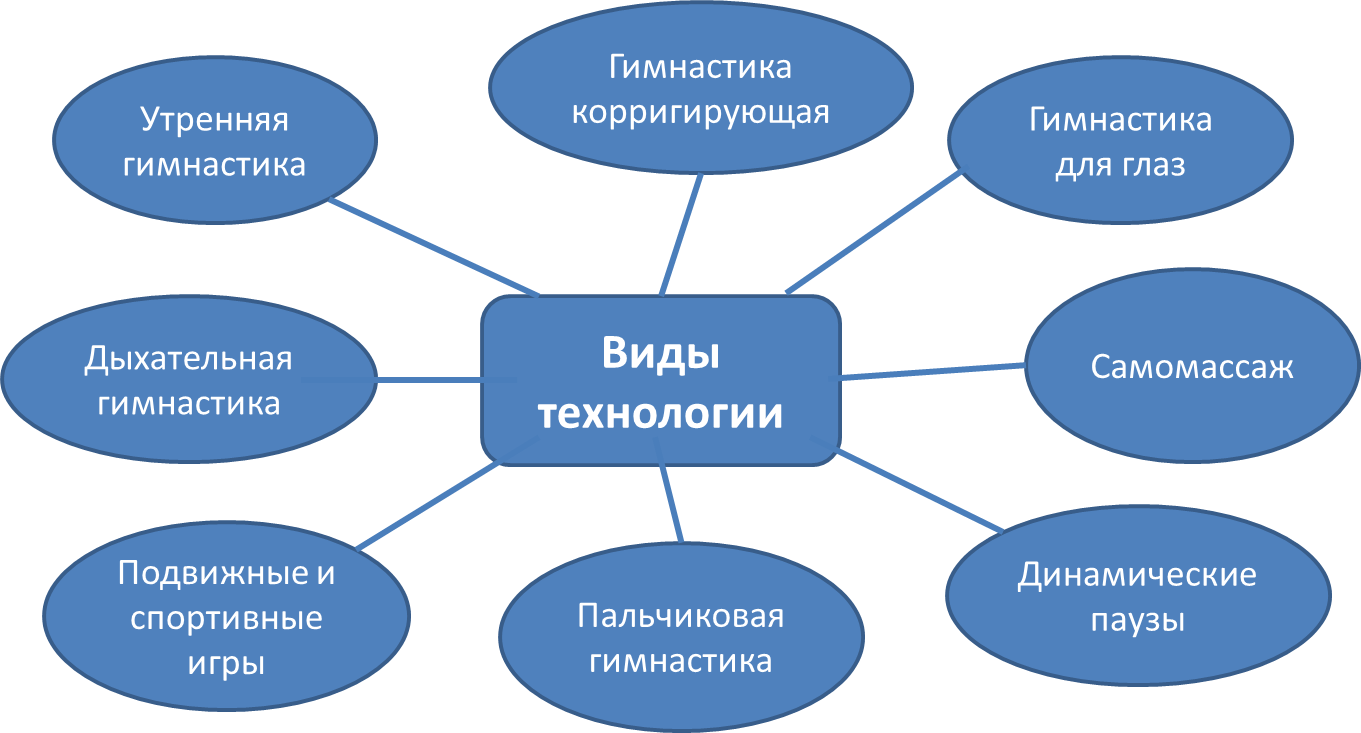 Гимнастика
корригирующая
Утренняя
гимнастика
Гимнастика
для глаз
Виды
технологии
Дыхательная
гимнастика
Самомассаж
Подвижные и
спортивные
игры
Пальчиковая
гимнастика
Динамические
паузы